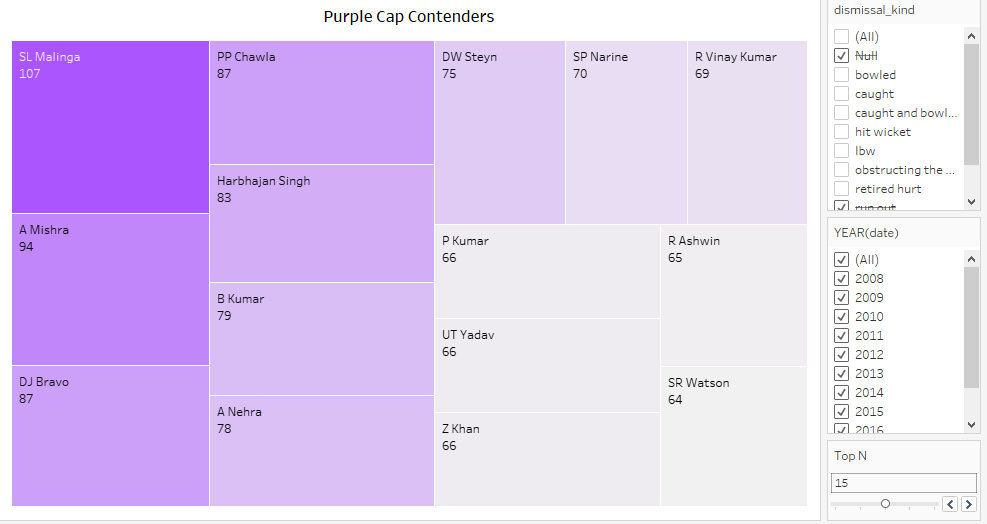 Purple Cap Contenders
SL Malinga
107
A Mishra
94
DJ Bravo
87
PP Chawla
87
Harbhajan Singh
83
B Kumar
79
A Nehra
78
DW Steyn
75
SP Narine
70
R Vinay Kumar
69
P Kumar
66
UT Yadav
66
Z Khan
66
R Ashwin
65
SR Watson
64
dismissal_kind
(All)
Null
bowled
caught
caught and bowl...
hit wicket
lbw
obstructing the ...
retired hurt
run out
YEAR(date)
(All)
2008
2009
2010
2011
2012
2013
2014
2015
2016
Top N
15